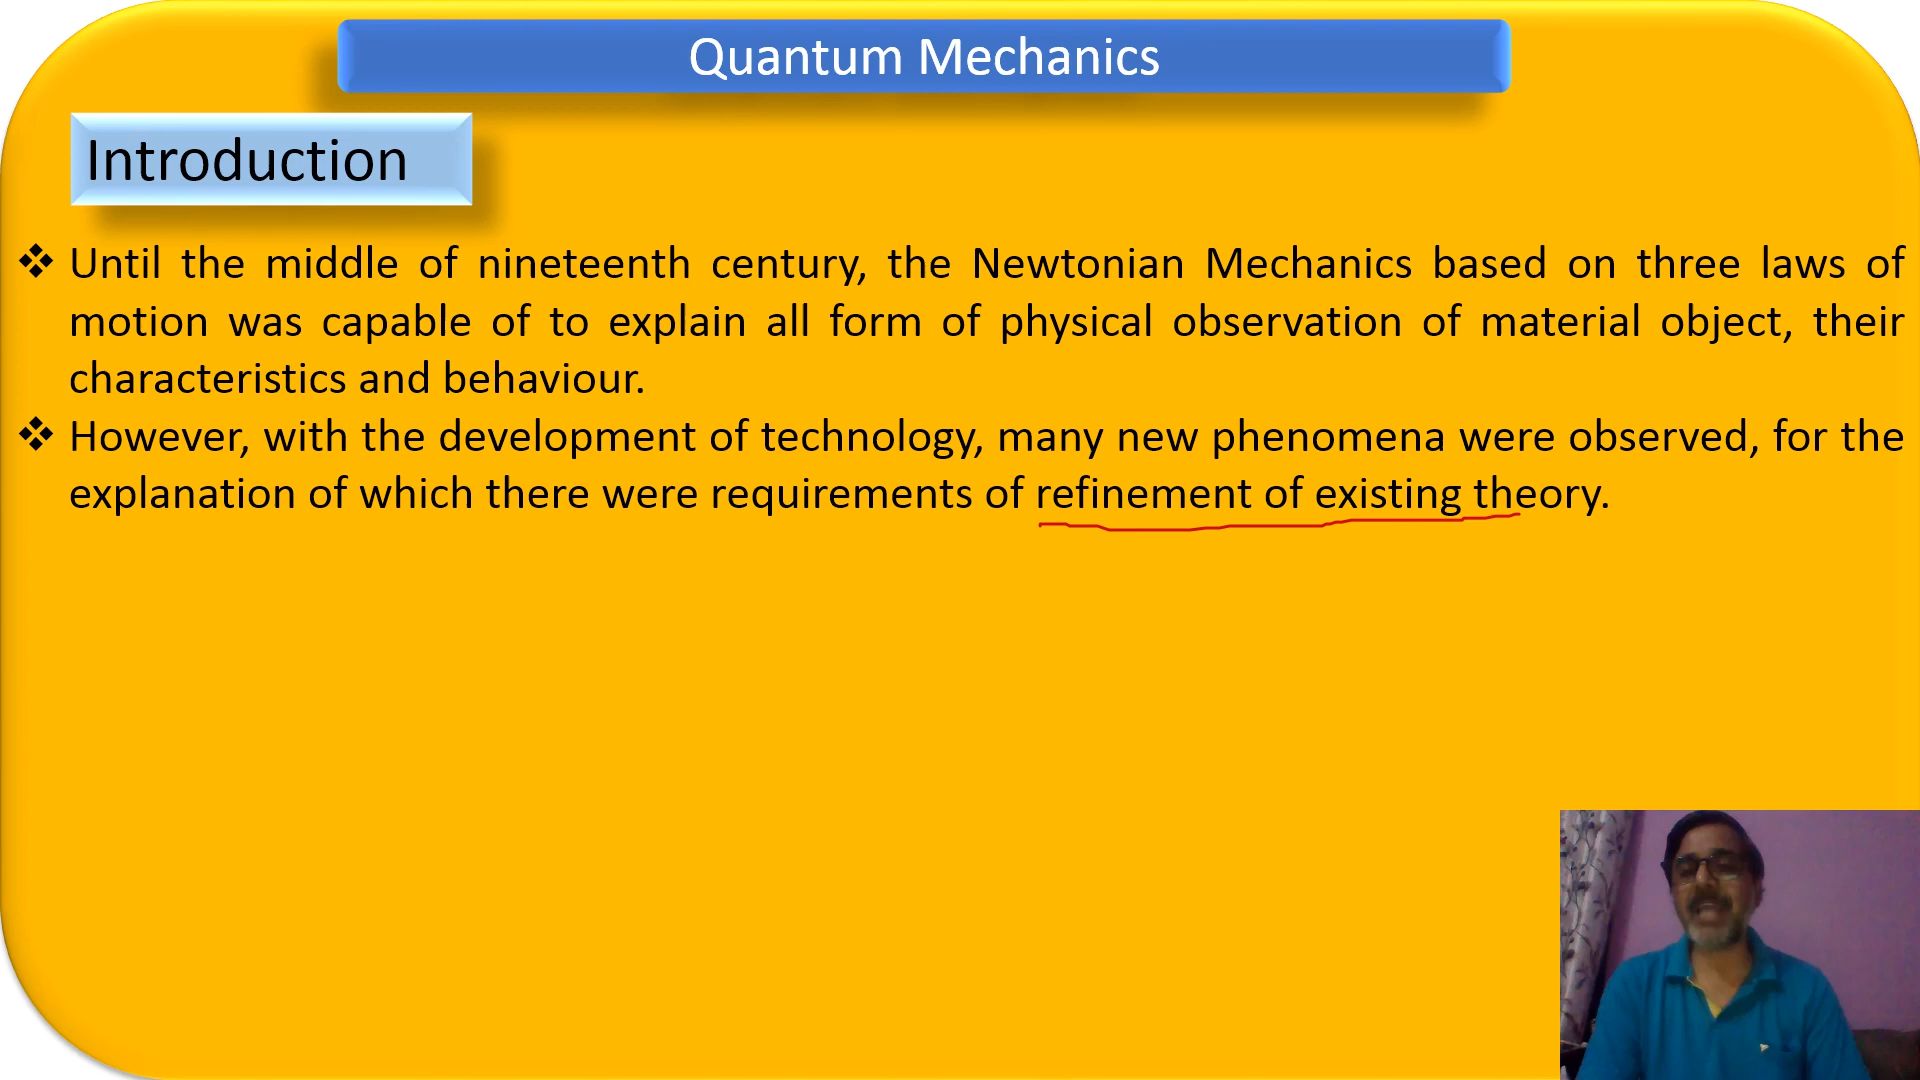 Quantum Mechanics
Introduction
❖ Until the middle of nineteenth century, the Newtonian Mechanics based on three laws of
motion was capable of to explain all form of physical observation of material object, their
characteristics and behaviour.
❖ However, with the development of technology, many new phenomena were observed, for the
explanation of which there were requirements of refinement of existing theory.